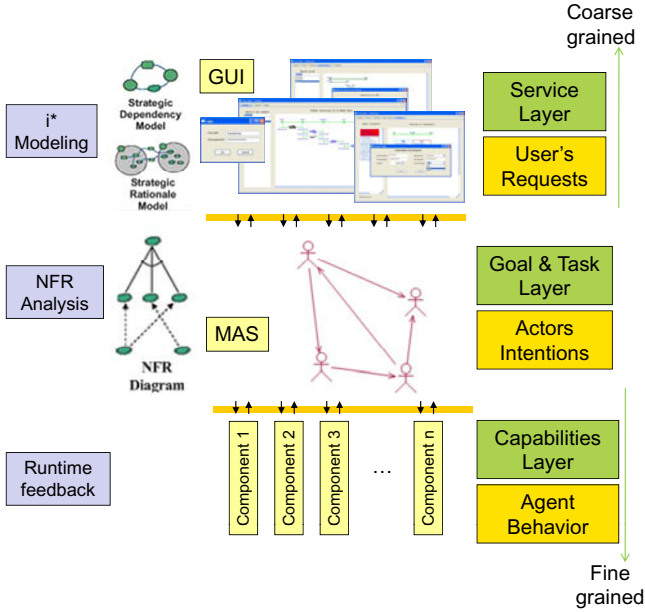 Coarse
grained
GUI
Strategic
Dependency
Model
i*
Modeling
Strategic
Rationale
Model
Service
Layer
User's
Requests
NFR
Analysis
NFR
Diagram
MAS
Goal & Task
Layer
Actors
Intentions
Runtime
feedback
Component 1
Component 2
Component 3
...
Component n
Capabilities
Layer
Agent
Behavior
Fine
grained